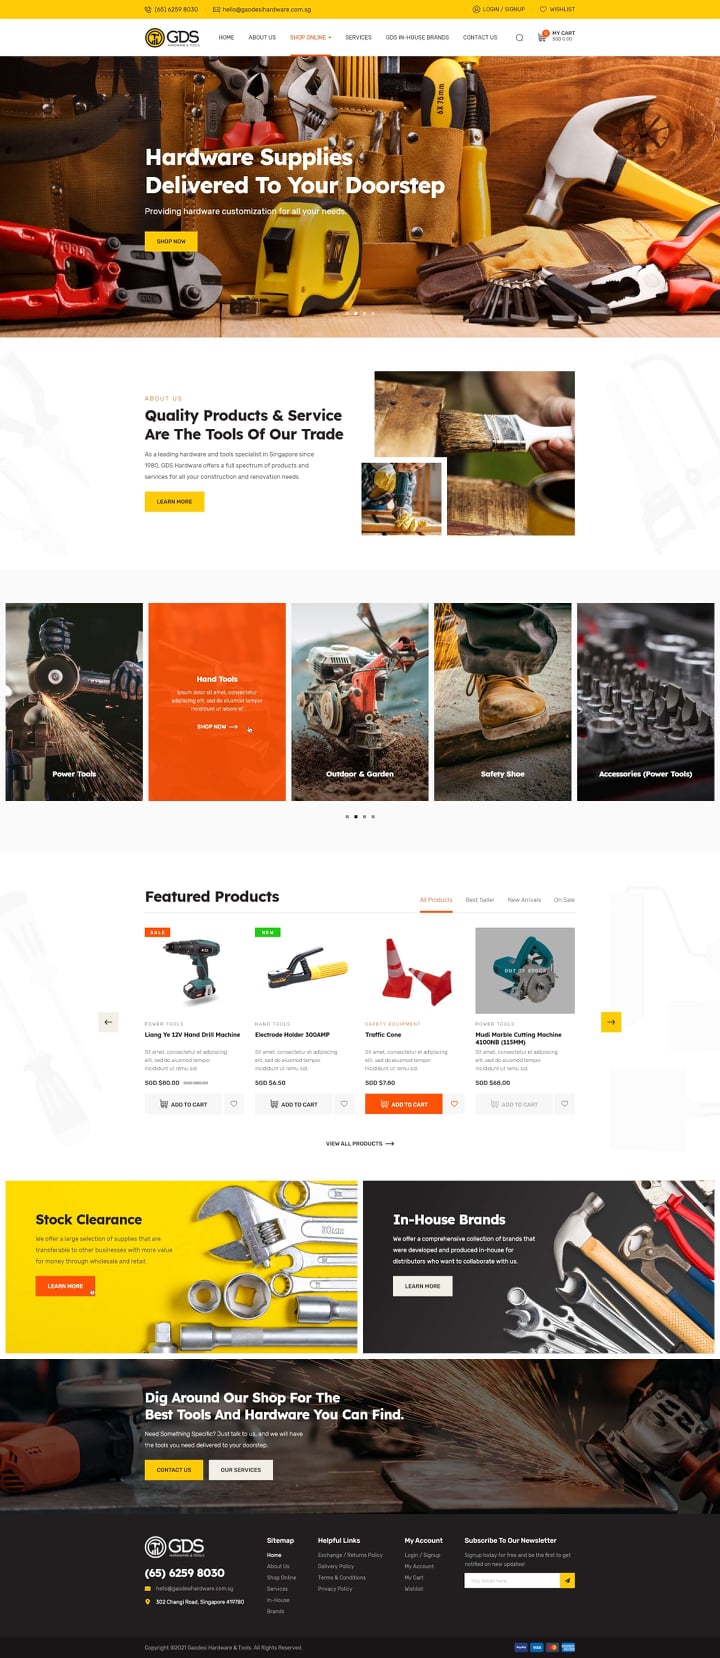 (65) 6259 8030
hello@gaodesihardware.com.sg
LOGIN / SIGNUP
WISHLIST
GDS
HARDWARE & TOOLS
HOME
ABOUT US
SHOP ONLINE
SERVICES
GDS IN-HOUSE BRANDS
CONTACT US
MY CART
SGD 0.00
6X75mm
Hardware Supplies
Delivered To Your Doorstep
Providing hardware customization for all your needs.
SHOP NOW
ABOUT US
Quality Products & Service
Are The Tools Of Our Trade
As a leading hardware and tools specialist in Singapore since
1980, GDS Hardware offers a full spectrum of products and
services for all your construction and renovation needs
LEARN MORE
Power Tools
Hand Tools
Ipsum dolor sit amet, consectetur
adipiscing elit, sed do eiusmod tempor
incididunt ut labore et
SHOP NOW
Outdoor & Garden
Safety Shoe
Accessories (Power Tools)
Featured Products
All Products
Best Seller
New Arrivals
On Sale
SALE
NEW
OUT OF STOCK
POWER TOOLS
Liang Ye 12V Hand Drill Machine
Sit amet, consectetur et adipiscing
elit, sed do eiusmod tempor
incididunt ut remu sid.
SGD $80.00
ADD TO CART
HAND TOOLS
Electrode Holder 300AMP
Sit amet, consectetur et adipiscing
elit, sed do eiusmod tempor
incididunt ut remu sid.
SGD $6.50
ADD TO CART
SAFETY EQUIPMENT
Traffic Cone
Sit amet, consectetur et adipiscing
elit, sed do eiusmod tempor
incididunt ut remu sid.
SGD $7.80
ADD TO CART
POWER TOOLS
Mudi Marble Cutting Machine
4100NB (115MM)
Sit amet, consectetur et adipiscing
elit, sed do eiusmod tempor
incididunt ut remu sid.
SGD $68.00
ADD TO CART
VIEW ALL PRODUCTS
Stock Clearance
We offer a large selection of supplies that are
transferable to other businesses with more value
for money through wholesale and retail.
LEARN MORE
In-House Brands
We offer a comprehensive collection of brands that
were developed and produced in-house for
distributors who want to collaborate with us.
LEARN MORE
Dig Around Our Shop For The
Best Tools And Hardware You Can Find.
Need Something Specific? Just talk to us, and we will have
the tools you need delivered to your doorstep.
CONTACT US
OUR SERVICES
GDS
HARDWARE & TOOLS
(65) 6259 8030
hello@gaodesihardware.com.sg
302 Changi Road, Singapore 419780
Sitemap
Home
About Us
Shop Online
Services
In-House
Brands
Helpful Links
Exchange / Returns Policy
Delivery Policy
Terms & Conditions
Privacy Policy
My Account
Login / Signup
My Account
My Cart
Wishlist
Subscribe To Our Newsletter
Signup today for free and be the first to get
notified on new updates!
Copyright ©2021 Gaodesi Hardware & Tools. All Rights Reserved.
PayPal
VISA